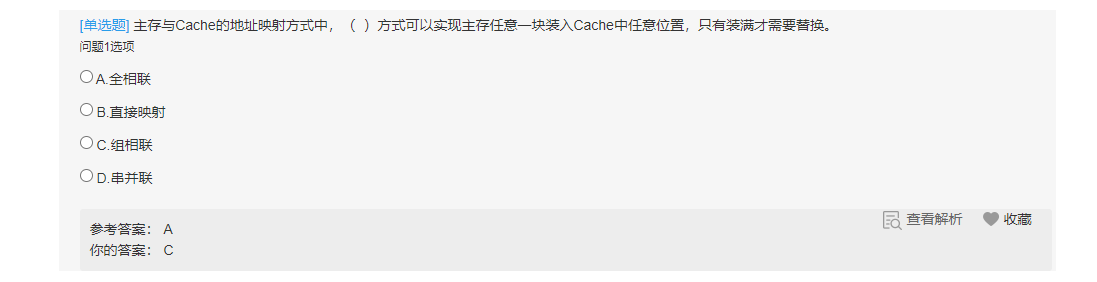 [单选题] 主存与Cache的地址映射方式中，（ ）方式可以实现主存任意一块装入Cache中任意位置，只有装满才需要替换。
问题1选项
A.全相联
B.直接映射
C.组相联
D.串并联
查看解析 收藏
参考答案： A
你的答案： C